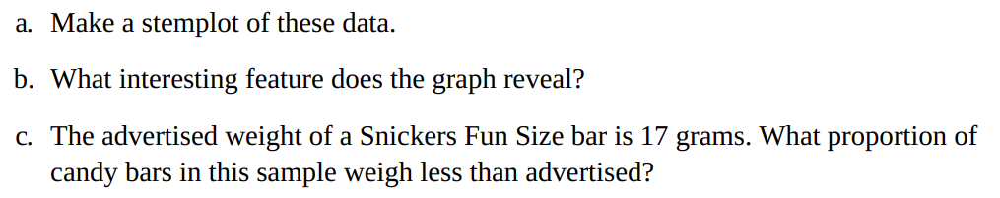 a. Make a stemplot of these data.
b. What interesting feature does the graph reveal?
c. The advertised weight of a Snickers Fun Size bar is 17 grams. What proportion of
candy bars in this sample weigh less than advertised?